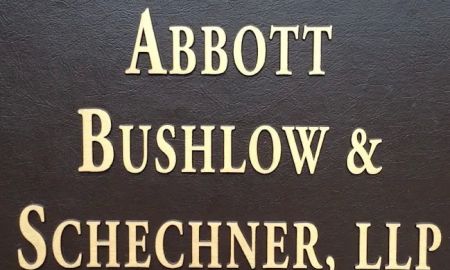 ABBOTT
BUSHLOW &
SCHECHNER, LLP